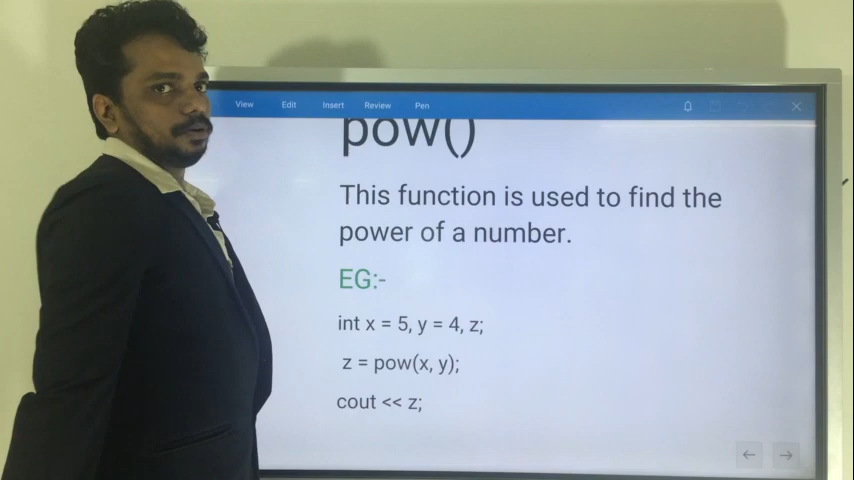 View Edit Insert Review Pen
pow()
This function is used to find the
power of a number.
EG:-
int x = 5, y = 4, z;
z = pow(x, y);
cout << z;